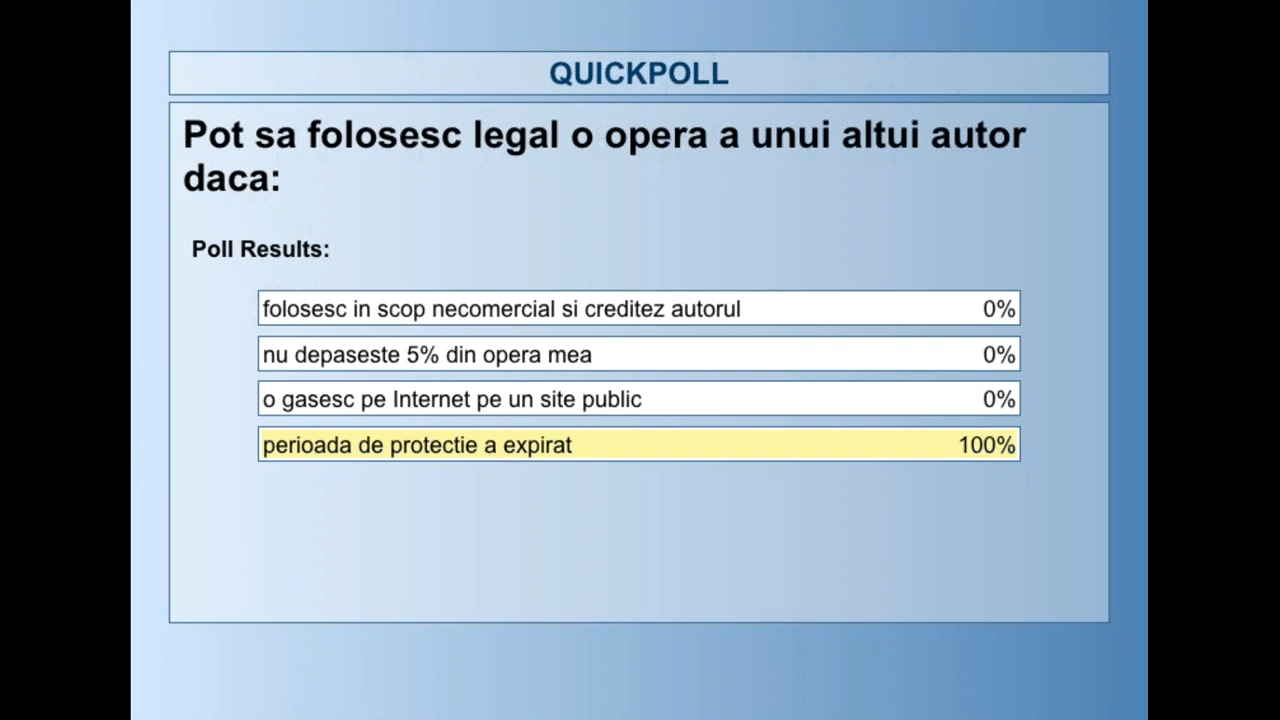 QUICKPOLL
Pot sa folosesc legal o opera a unui altui autor
daca:
Poll Results:
folosesc in scop necomercial si creditez autorul 0%
nu depaseste 5% din opera mea 0%
o gasesc pe Internet pe un site public 0%
perioada de protectie a expirat 100%